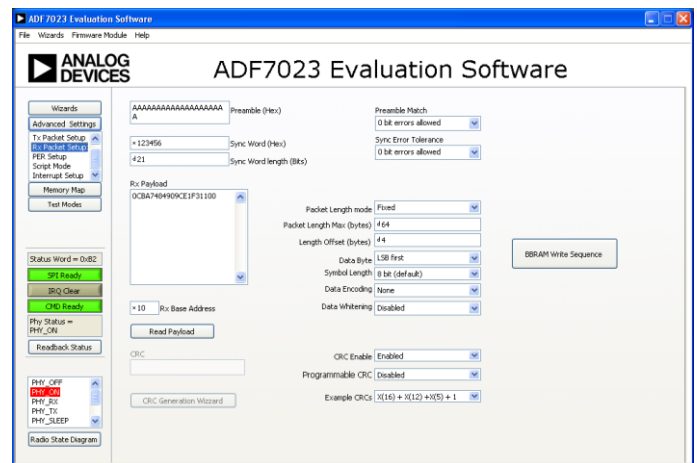 ADF7023 Evaluation Software
File Wizards Firmware Module Help
ANALOG
DEVICES
ADF7023 Evaluation Software
Wizards
Advanced Settings
Tx Packet Setup
Rx Packet Setup
PER Setup
Script Mode
Interrupt Setup
Memory Map
Test Modes
Status Word = 0xB2
SPI Ready
IRQ Clear
CMD Ready
Phy Status =
PHY_ON
Readback Status
PHY_OFF
PHY_ON
PHY_RX
PHY_TX
PHY_SLEEP
Radio State Diagram
AAAAAAAAAAAAAAAAAAA
A
Preamble (Hex)
×123456 Sync Word (Hex)
d21 Sync Word length (Bits)
Preamble Match
0 bit errors allowed
Sync Error Tolerance
0 bit errors allowed
Rx Payload
0CBA7484909CE1F31100
×10 Rx Base Address
Read Payload
CRC
CRC Generation Wizzard
Packet Length mode Fixed
Packet Length Max (bytes) d64
Length Offset (bytes) d4
Data Byte LSB first
Symbol Length 8 bit (default)
Data Encoding None
Data Whitening Disabled
CRC Enable Enabled
Programmable CRC Disabled
Example CRCs X(16) + X(12) +X(5) + 1
BBRAM Write Sequence